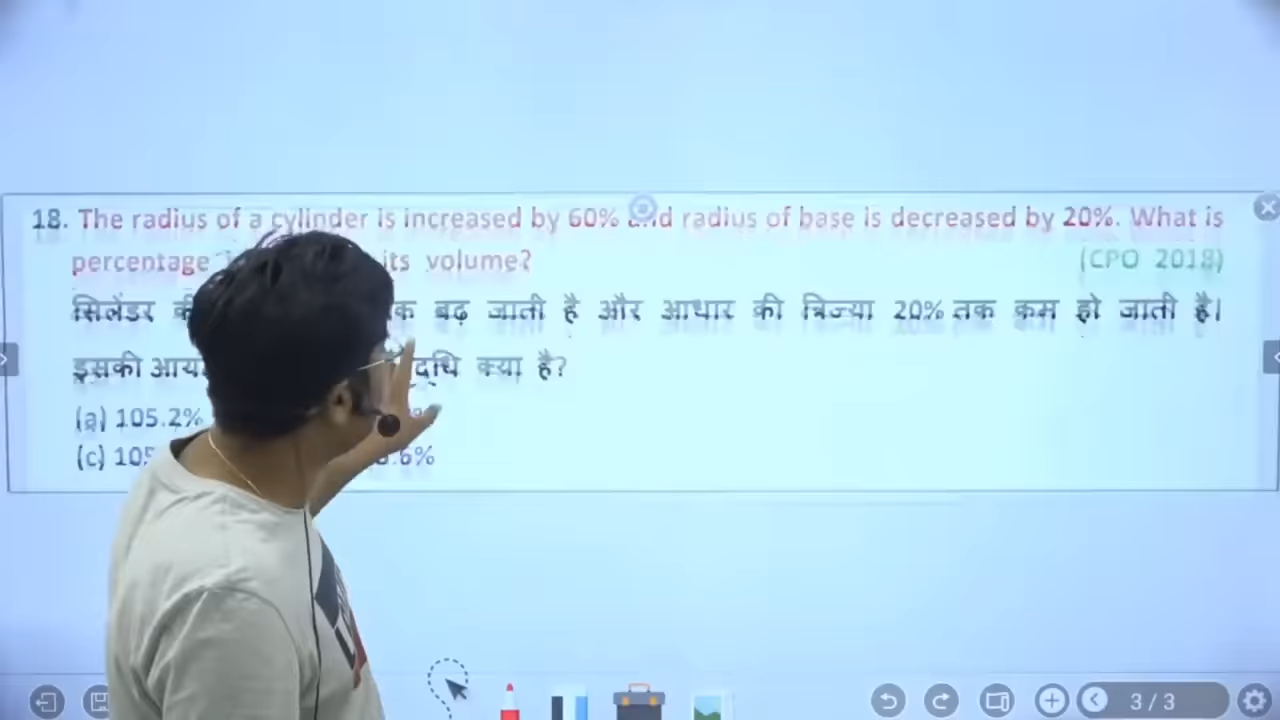 18. The radius of a cylinder is increased by 60% and radius of base is decreased by 20%. What is
percentage its volume?
(CPO 2018)
सिलेंडर बढ़ जाती है और आधार की त्रिज्या 20% तक कम हो जाती है।
इसकी क्या है?
(a) 105.2%
(c)
3 / 3